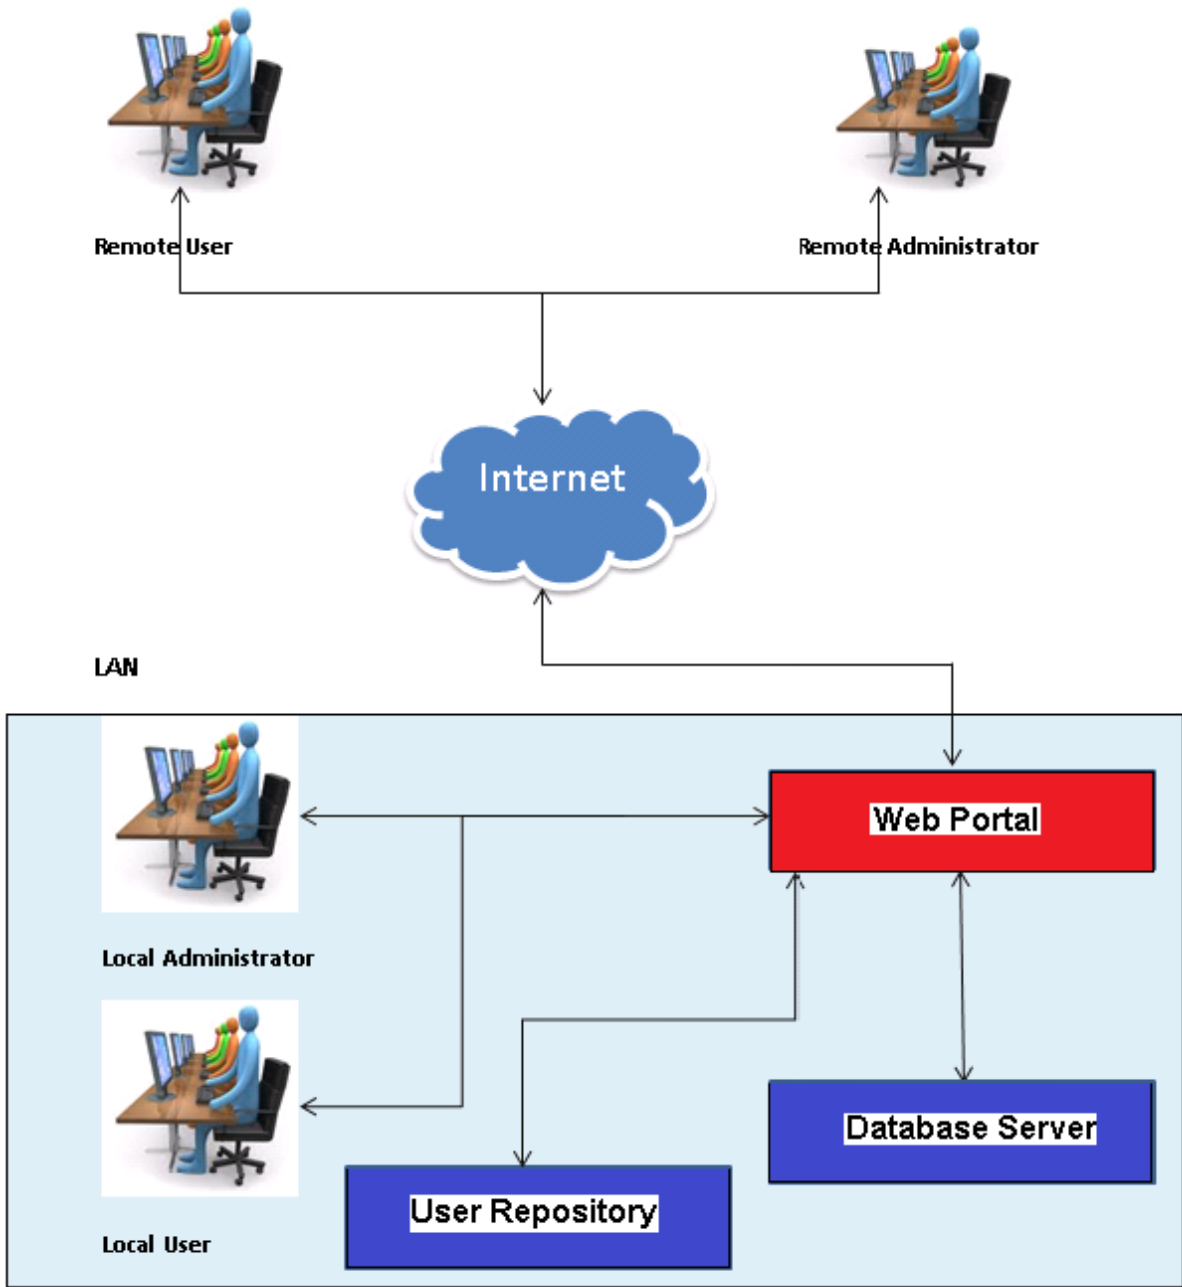 Remote User
Remote Administrator
Internet
LAN
Web Portal
Local Administrator
Database Server
User Repository
Local User